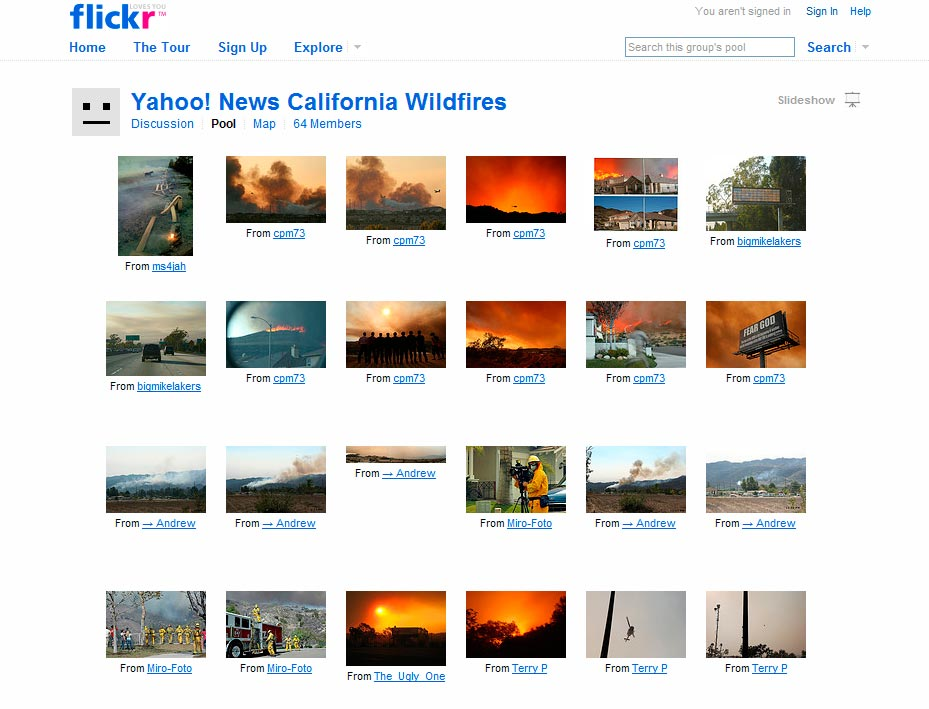 flickr LOVES YOU ™
You aren't signed in Sign In Help
Home The Tour Sign Up Explore
Search this group's pool Search
Yahoo! News California Wildfires
Slideshow
Discussion Pool Map 64 Members
From ms4jah
From cpm73
From cpm73
From cpm73
From cpm73
From bigmikelakers
From bigmikelakers
From cpm73
From cpm73
From cpm73
From cpm73
FEAR GOD
From cpm73
From → Andrew
From → Andrew
From → Andrew
From Miro-Foto
From → Andrew
From → Andrew
From Miro-Foto
From Miro-Foto
From The_Ugly_One
From Terry P
From Terry P
From Terry P